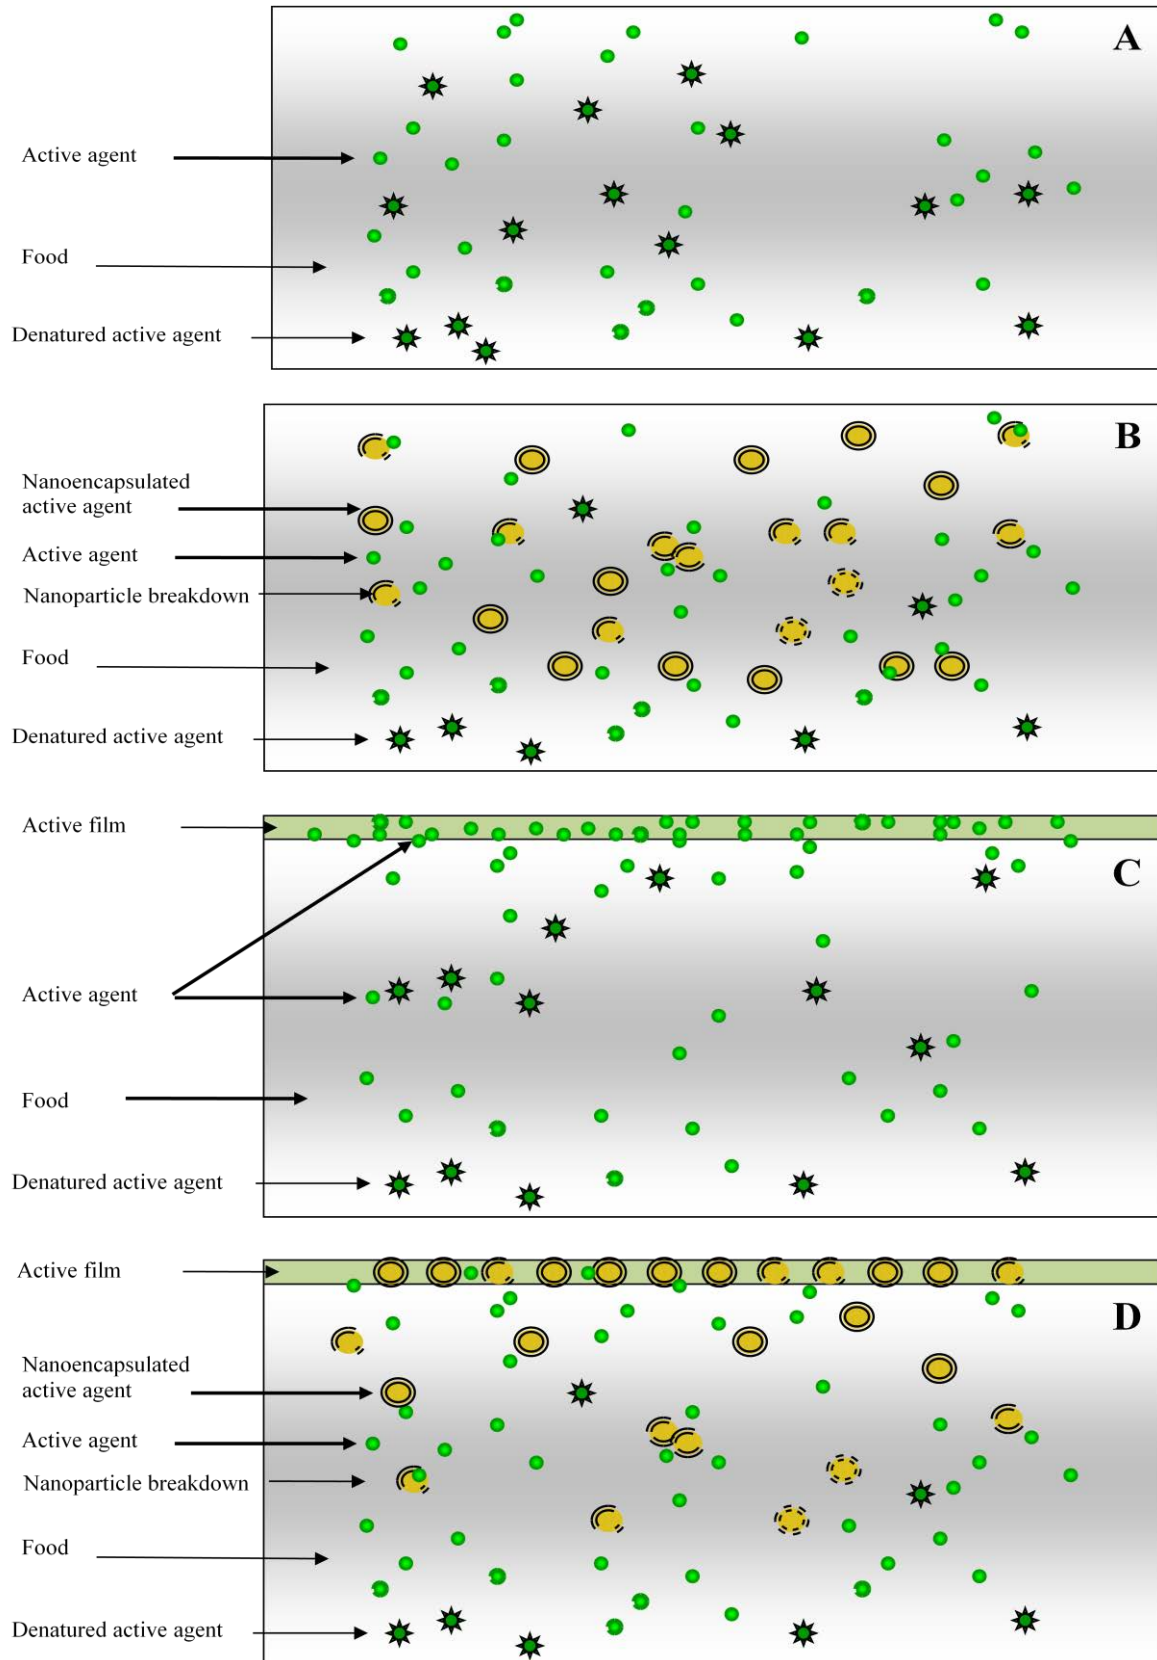 A
Active agent
Food
Denatured active agent
B
Nanoencapsulated
active agent
Active agent
Nanoparticle breakdown
Food
Denatured active agent
Active film
C
Active agent
Food
Denatured active agent
Active film
D
Nanoencapsulated
active agent
Active agent
Nanoparticle breakdown
Food
Denatured active agent